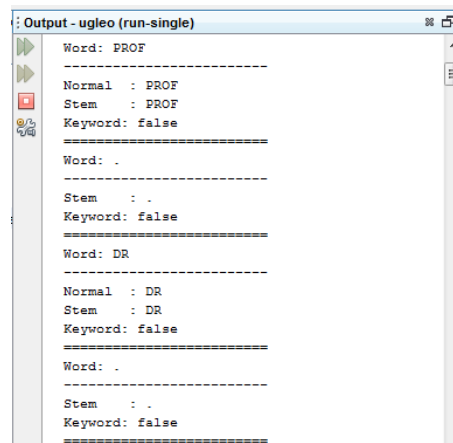 Output - ugleo (run-single)
Word: PROF
-------------------------
Normal  : PROF
Stem    : PROF
Keyword: false
=========================
Word: .
-------------------------
Stem    : .
Keyword: false
=========================
Word: DR
-------------------------
Normal  : DR
Stem    : DR
Keyword: false
=========================
Word: .
-------------------------
Stem    : .
Keyword: false
=========================